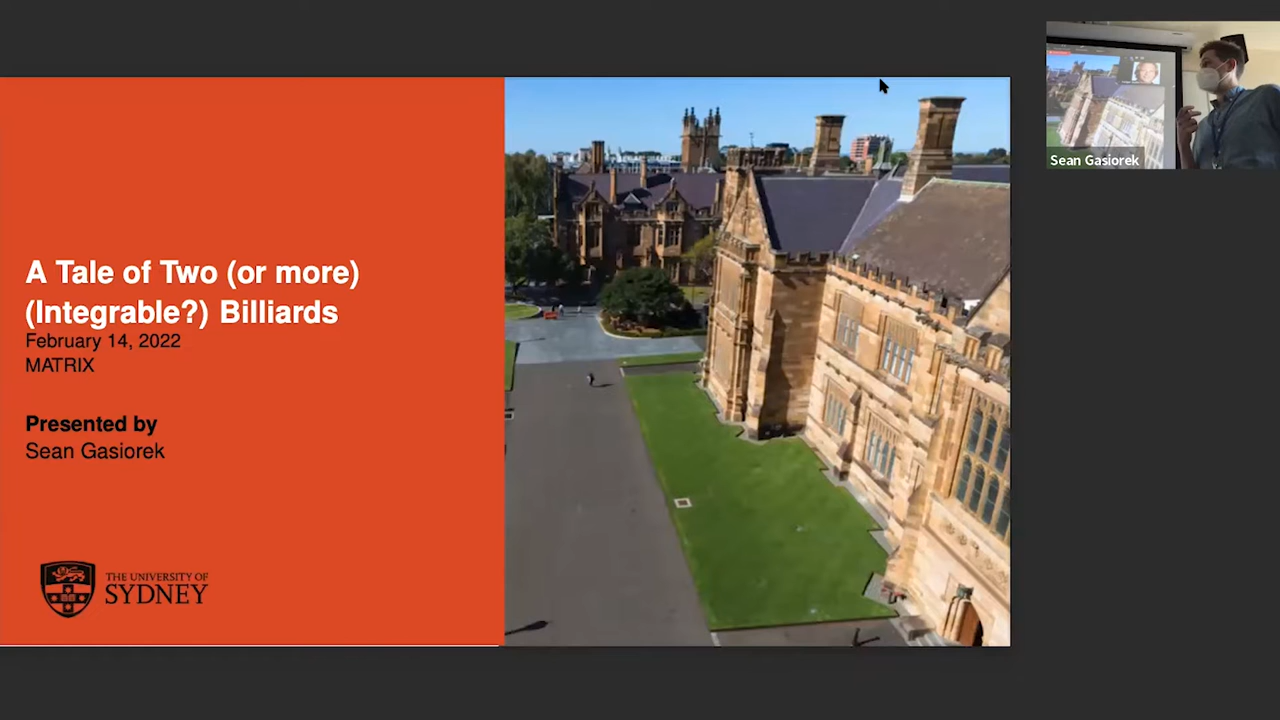 A Tale of Two (or more)
(Integrable?) Billiards
February 14, 2022
MATRIX
Presented by
Sean Gasiorek
THE UNIVERSITY OF
SYDNEY
Sean Gasiorek